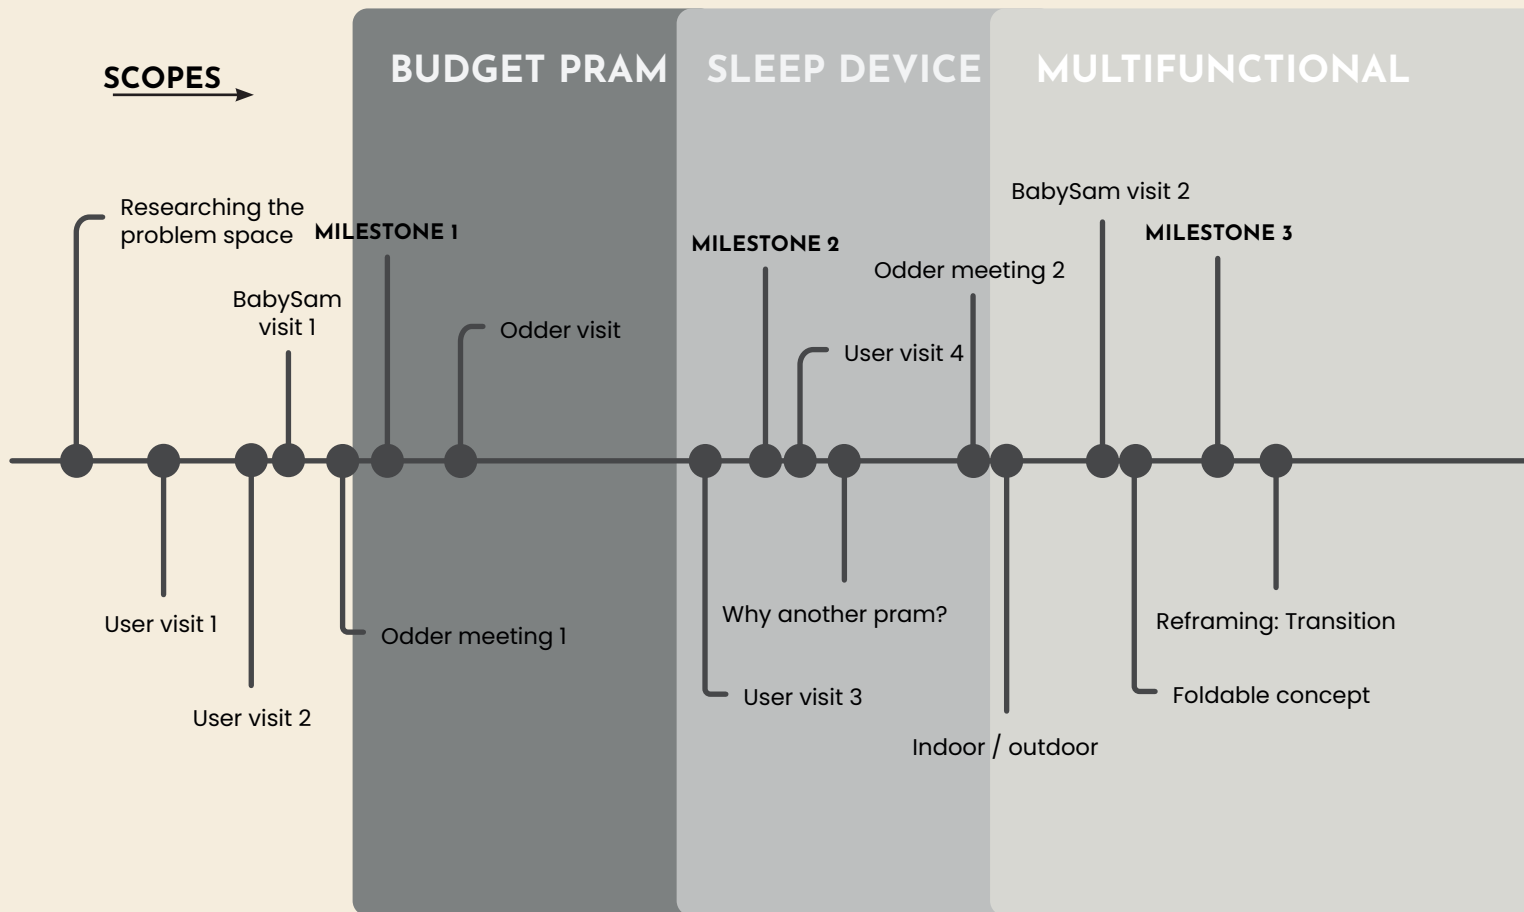 SCOPES
BUDGET PRAM
SLEEP DEVICE
MULTIFUNCTIONAL
Researching the
problem space
MILESTONE 1
BabySam
visit 1
Odder visit
MILESTONE 2
Odder meeting 2
User visit 4
BabySam visit 2
MILESTONE 3
User visit 1
User visit 2
Odder meeting 1
Why another pram?
User visit 3
Indoor / outdoor
Reframing: Transition
Foldable concept